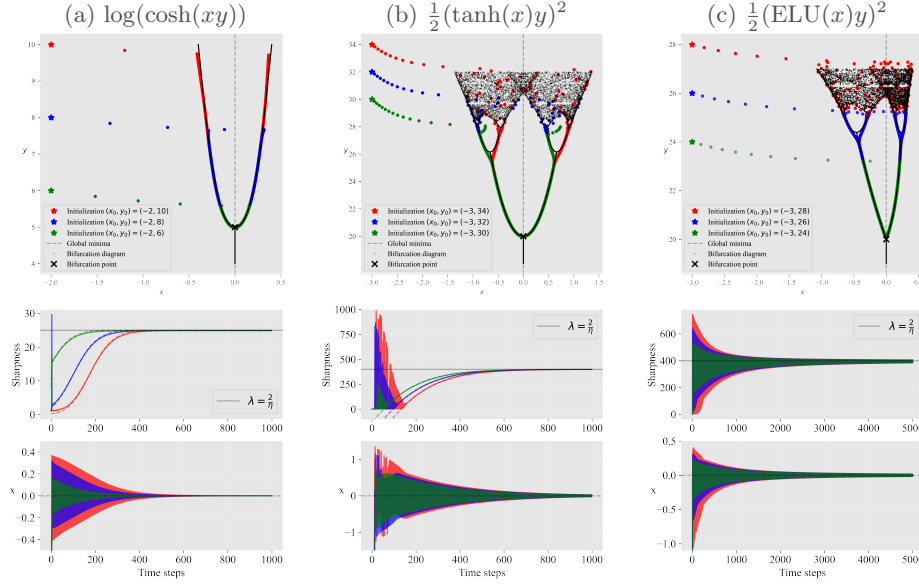 (a) log(cosh(xy))
(b) ½(tanh(x)y)²
(c) ½(ELU(x)y)²
10
9
8
7
y
6
5
4
Initialization (x₀, y₀) = (−2, 10)
Initialization (x₀, y₀) = (−2, 8)
Initialization (x₀, y₀) = (−2, 6)
Global minima
Bifurcation diagram
Bifurcation point
−2.0 −1.5 −1.0 −0.5 0.0 0.5
x
34
32
30
28
y
26
24
22
20
Initialization (x₀, y₀) = (−3, 34)
Initialization (x₀, y₀) = (−3, 32)
Initialization (x₀, y₀) = (−3, 30)
Global minima
Bifurcation diagram
Bifurcation point
−3.0 −2.5 −2.0 −1.5 −1.0 −0.5 0.0 0.5 1.0 1.5
x
28
26
24
y
22
20
Initialization (x₀, y₀) = (−3, 28)
Initialization (x₀, y₀) = (−3, 26)
Initialization (x₀, y₀) = (−3, 24)
Global minima
Bifurcation diagram
Bifurcation point
−3.0 −2.5 −2.0 −1.5 −1.0 −0.5 0.0 0.5
x
30
20
10
0
Sharpness
λ = 2/η
0 200 400 600 800 1000
1000
750
500
250
0
Sharpness
λ = 2/η
0 200 400 600 800 1000
800
600
400
200
0
Sharpness
λ = 2/η
0 1000 2000 3000 4000 5000
0.4
0.2
0.0
−0.2
−0.4
x
0 200 400 600 800 1000
Time steps
1
0
−1
x
0 200 400 600 800 1000
Time steps
0.5
0.0
−0.5
−1.0
x
0 1000 2000 3000 4000 5000
Time steps